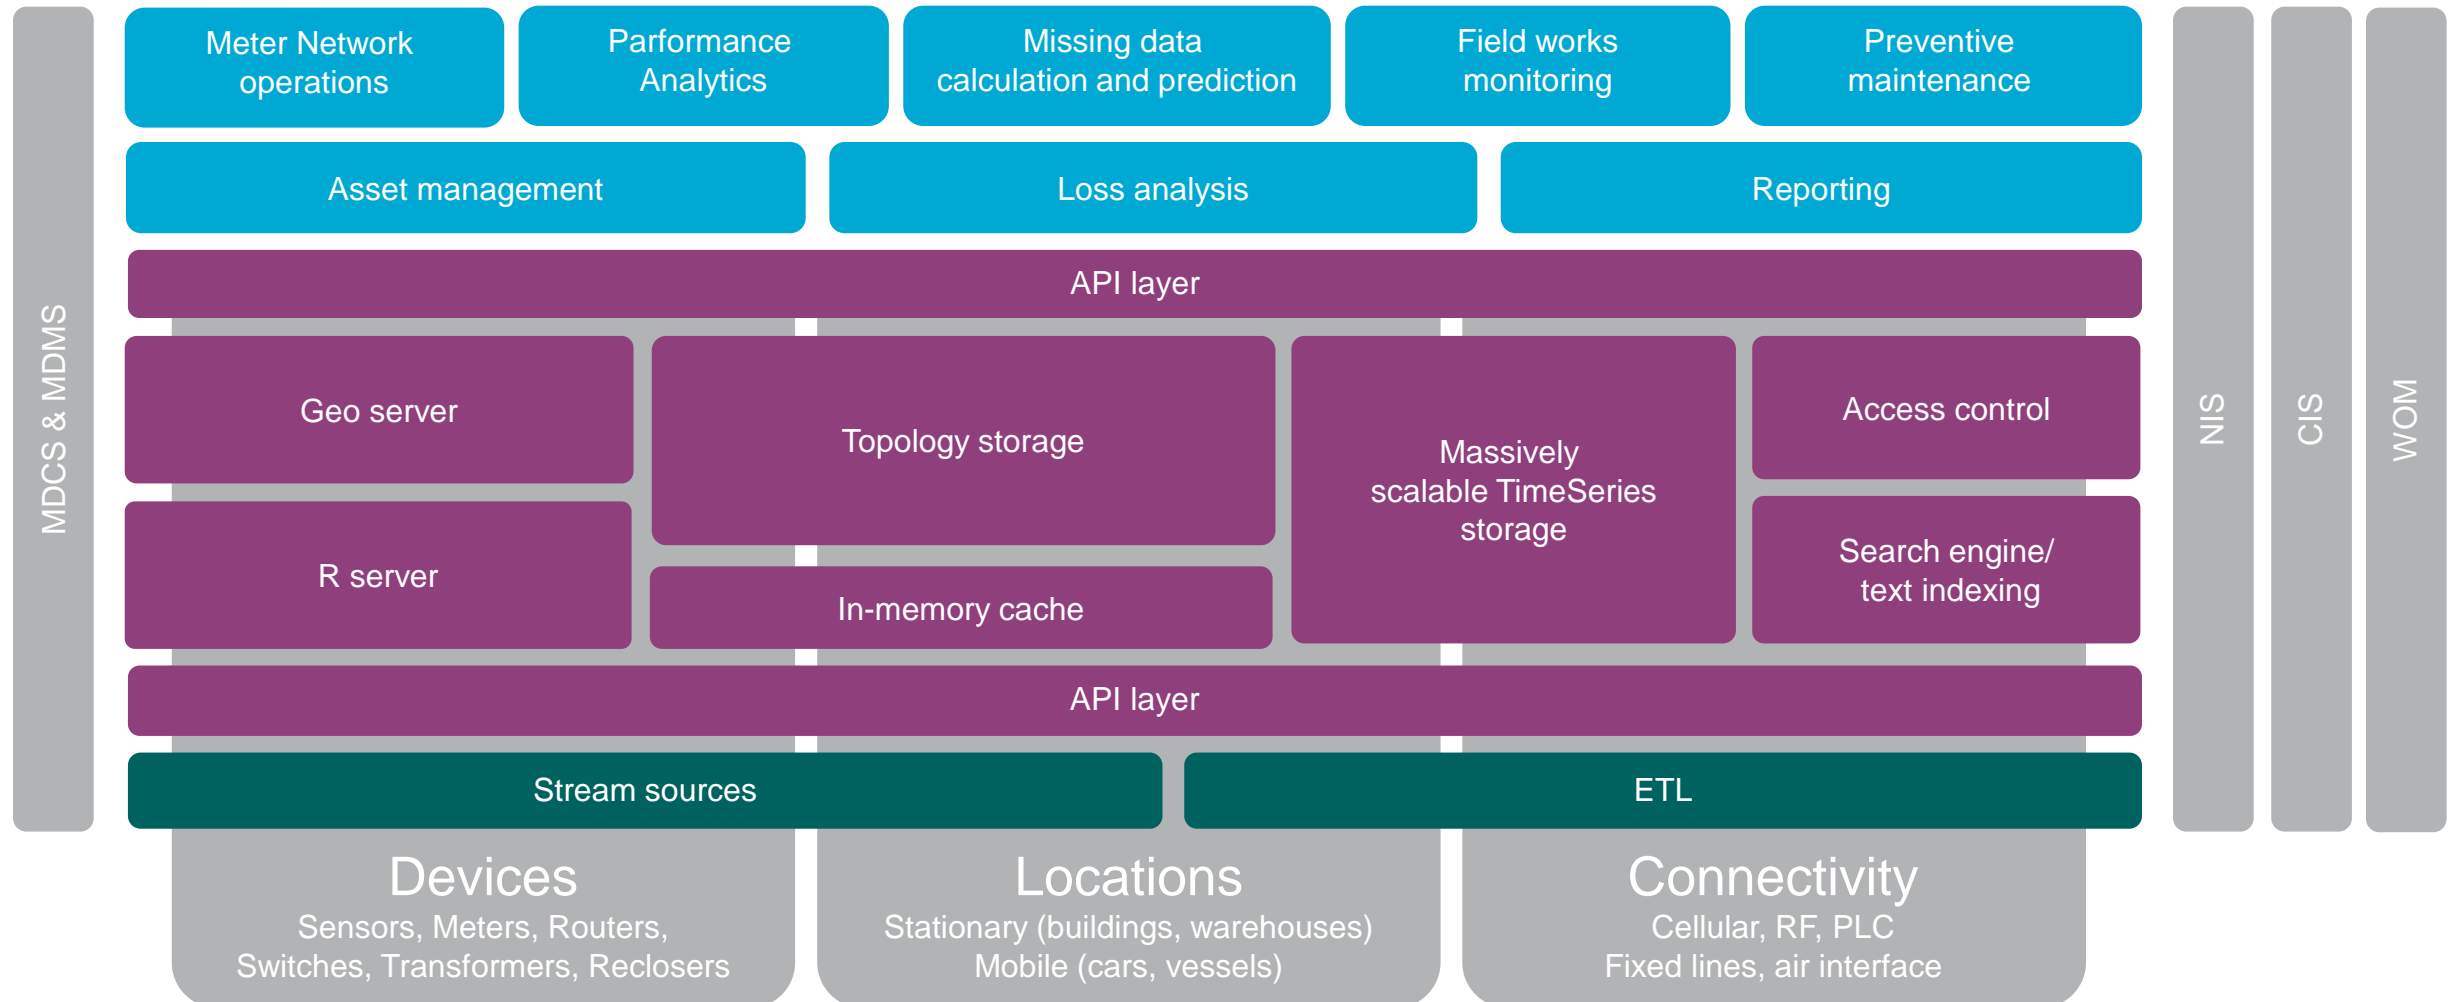 MDCS & MDMS
Meter Network
operations
Parformance
Analytics
Missing data
calculation and prediction
Field works
monitoring
Preventive
maintenance
Asset management
Loss analysis
Reporting
API layer
Geo server
R server
Topology storage
In-memory cache
Massively
scalable TimeSeries
storage
Access control
Search engine/
text indexing
API layer
Stream sources
ETL
Devices
Sensors, Meters, Routers,
Switches, Transformers, Reclosers
Locations
Stationary (buildings, warehouses)
Mobile (cars, vessels)
Connectivity
Cellular, RF, PLC
Fixed lines, air interface
NIS
CIS
WOM